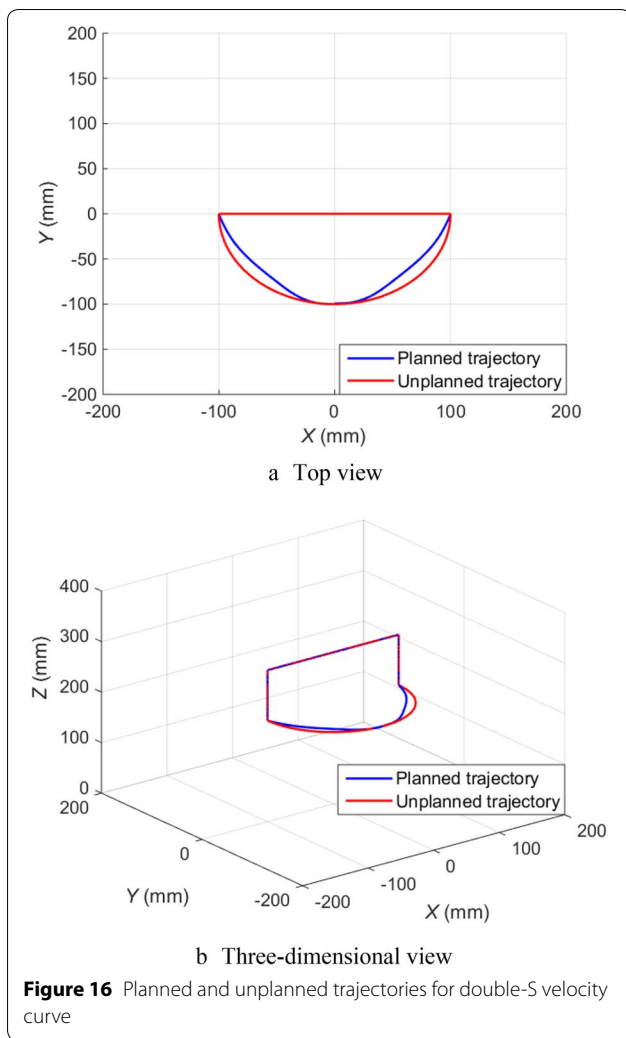 200
150
100
50
0
-50
-100
-150
-200
Y (mm)
-200
-100
0
100
200
X (mm)
Planned trajectory
Unplanned trajectory
a Top view
400
300
200
100
0
Z (mm)
200
0
-200
Y (mm)
-200
-100
0
100
200
X (mm)
Planned trajectory
Unplanned trajectory
b Three-dimensional view
Figure 16 Planned and unplanned trajectories for double-S velocity
curve